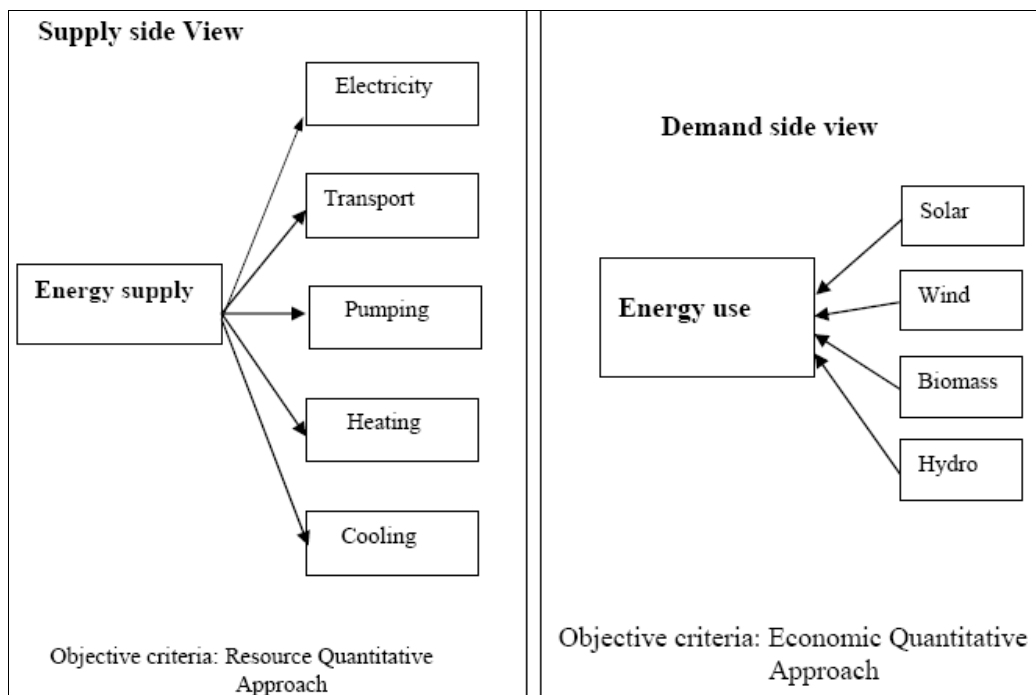 Supply side View
Electricity
Transport
Energy supply
Pumping
Heating
Cooling
Objective criteria: Resource Quantitative
Approach
Demand side view
Solar
Energy use
Wind
Biomass
Hydro
Objective criteria: Economic Quantitative
Approach